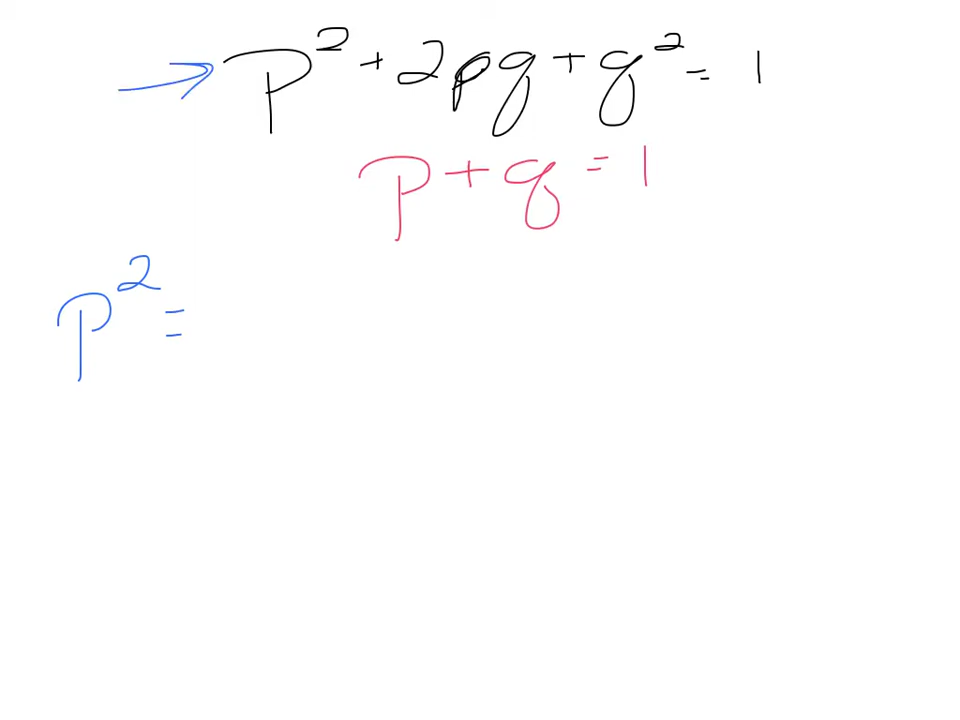 p² + 2pq + q² = 1
p + q = 1
p² =